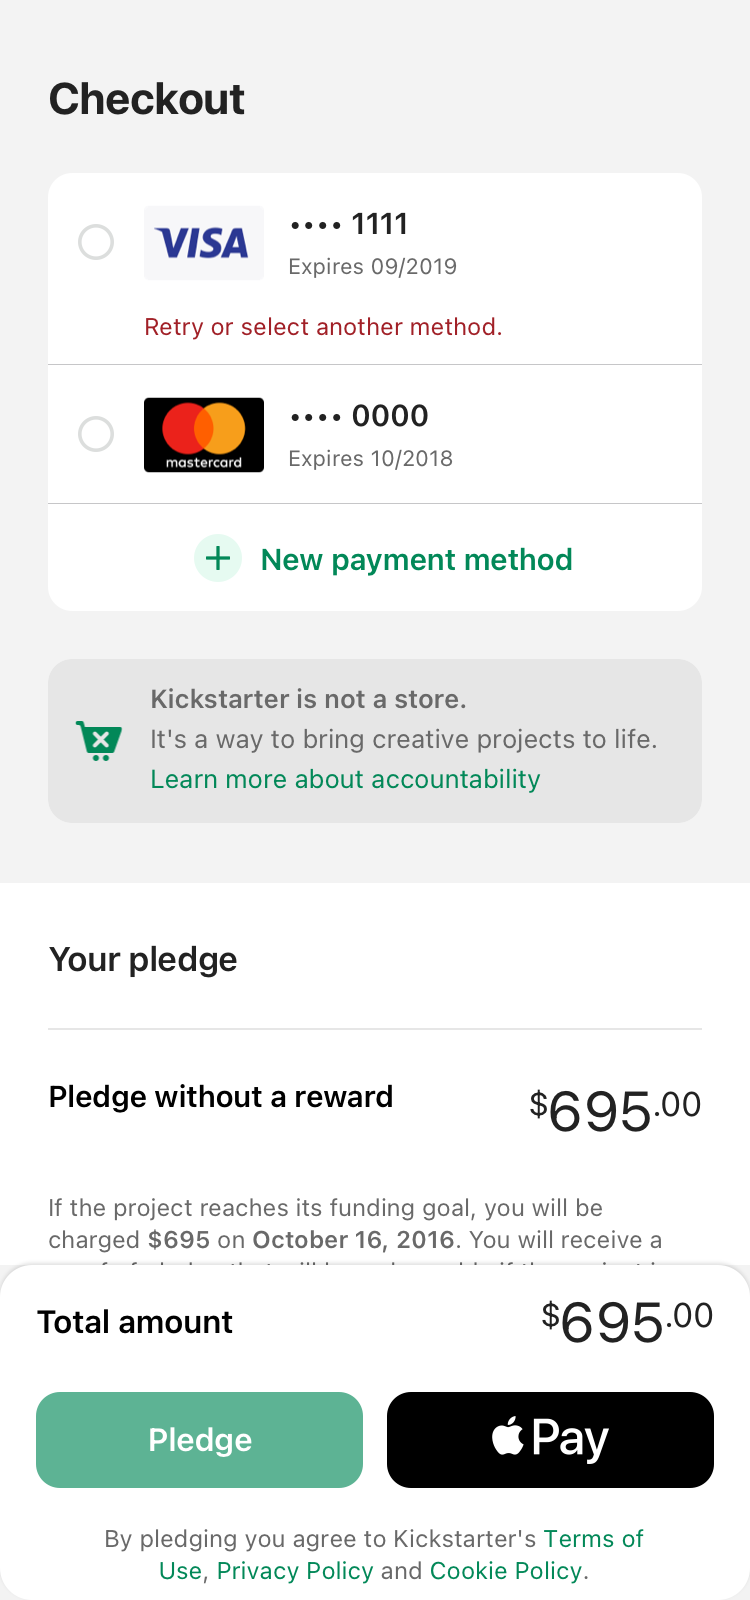 Checkout
VISA
•••• 1111
Expires 09/2019
Retry or select another method.
mastercard
•••• 0000
Expires 10/2018
+ New payment method
Kickstarter is not a store.
It's a way to bring creative projects to life.
Learn more about accountability
Your pledge
Pledge without a reward
$695.00
If the project reaches its funding goal, you will be
charged $695 on October 16, 2016. You will receive a
Total amount
$695.00
Pledge
Pay
By pledging you agree to Kickstarter's Terms of
Use, Privacy Policy and Cookie Policy.